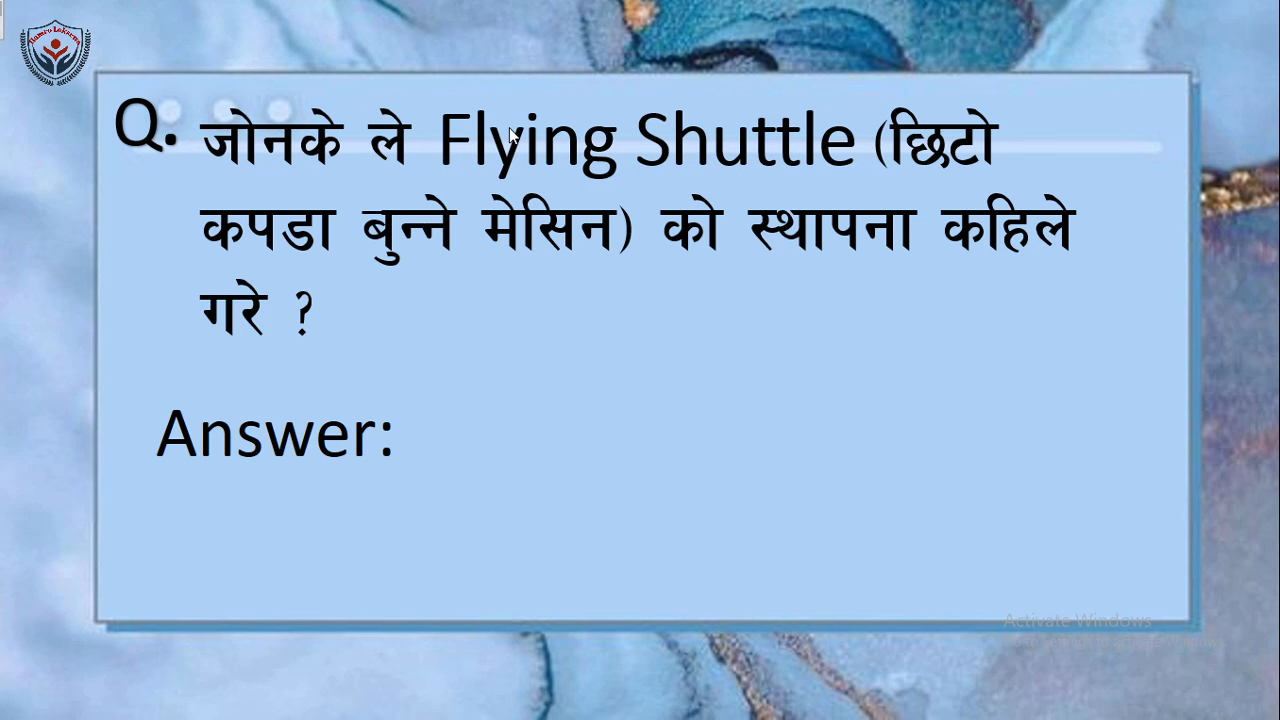 Q. जोनके ले Flying Shuttle (छिटो
कपडा बुन्ने मेसिन) को स्थापना कहिले
गरे ?
Answer:
Activate Windows